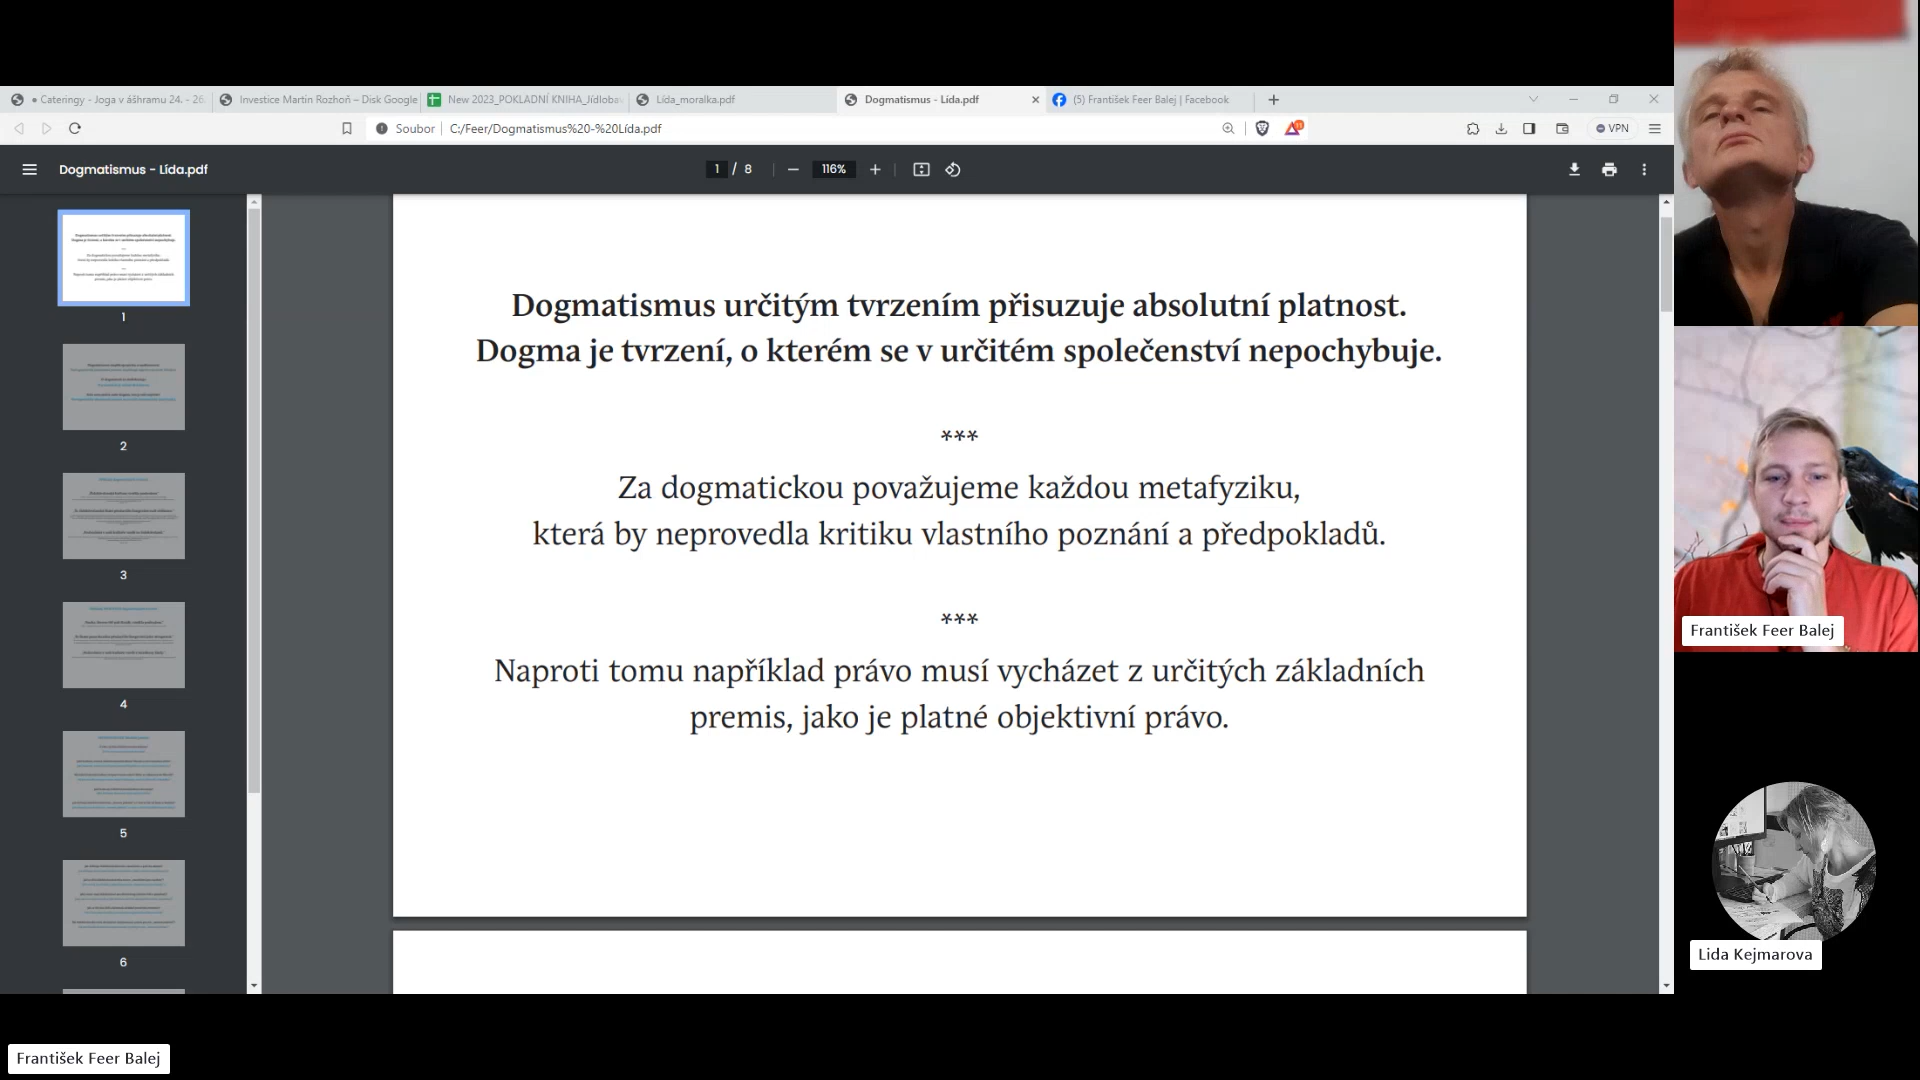 ● Cateringy - Joga v ášhramu 24. - 26.
Investice Martin Rozhoň – Disk Google
New 2023_POKLADNÍ KNIHA_Jídloba
Lída_moralka.pdf
Dogmatismus - Lída.pdf
(5) František Feer Balej | Facebook
Soubor
C:/Feer/Dogmatismus%20-%20Lída.pdf
VPN
Dogmatismus - Lída.pdf
1 / 8
116%
Dogmatismus určitým tvrzením přisuzuje absolutní platnost.
Dogma je tvrzení, o kterém se v určitém společenství nepochybuje.
***
Za dogmatickou považujeme každou metafyziku,
která by neprovedla kritiku vlastního poznání a předpokladů.
***
Naproti tomu například právo musí vycházet z určitých základních
premis, jako je platné objektivní právo.
1
2
3
4
5
6
František Feer Balej
Lida Kejmarova
František Feer Balej